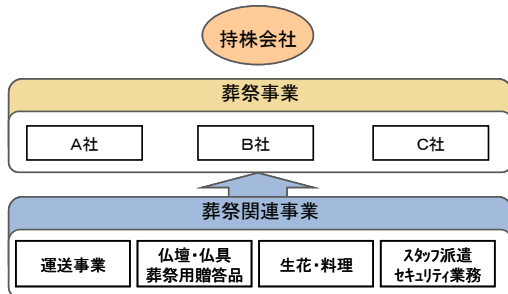 持株会社
葬祭事業
A社
B社
C社
葬祭関連事業
運送事業
仏壇・仏具
葬祭用贈答品
生花・料理
スタッフ派遣
セキュリティ業務